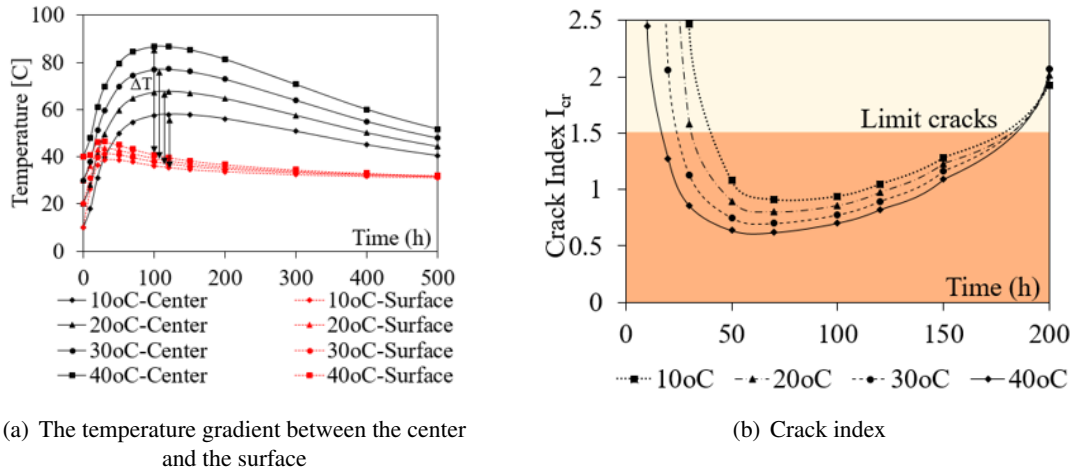 100
80
60
40
20
0
Temperature [C]
ΔT
Time (h)
0 100 200 300 400 500
10oC-Center 10oC-Surface
20oC-Center 20oC-Surface
30oC-Center 30oC-Surface
40oC-Center 40oC-Surface
(a) The temperature gradient between the center
and the surface
2.5
2
1.5
1
0.5
0
Crack Index Icr
Limit cracks
Time (h)
0 50 100 150 200
10oC 20oC 30oC 40oC
(b) Crack index